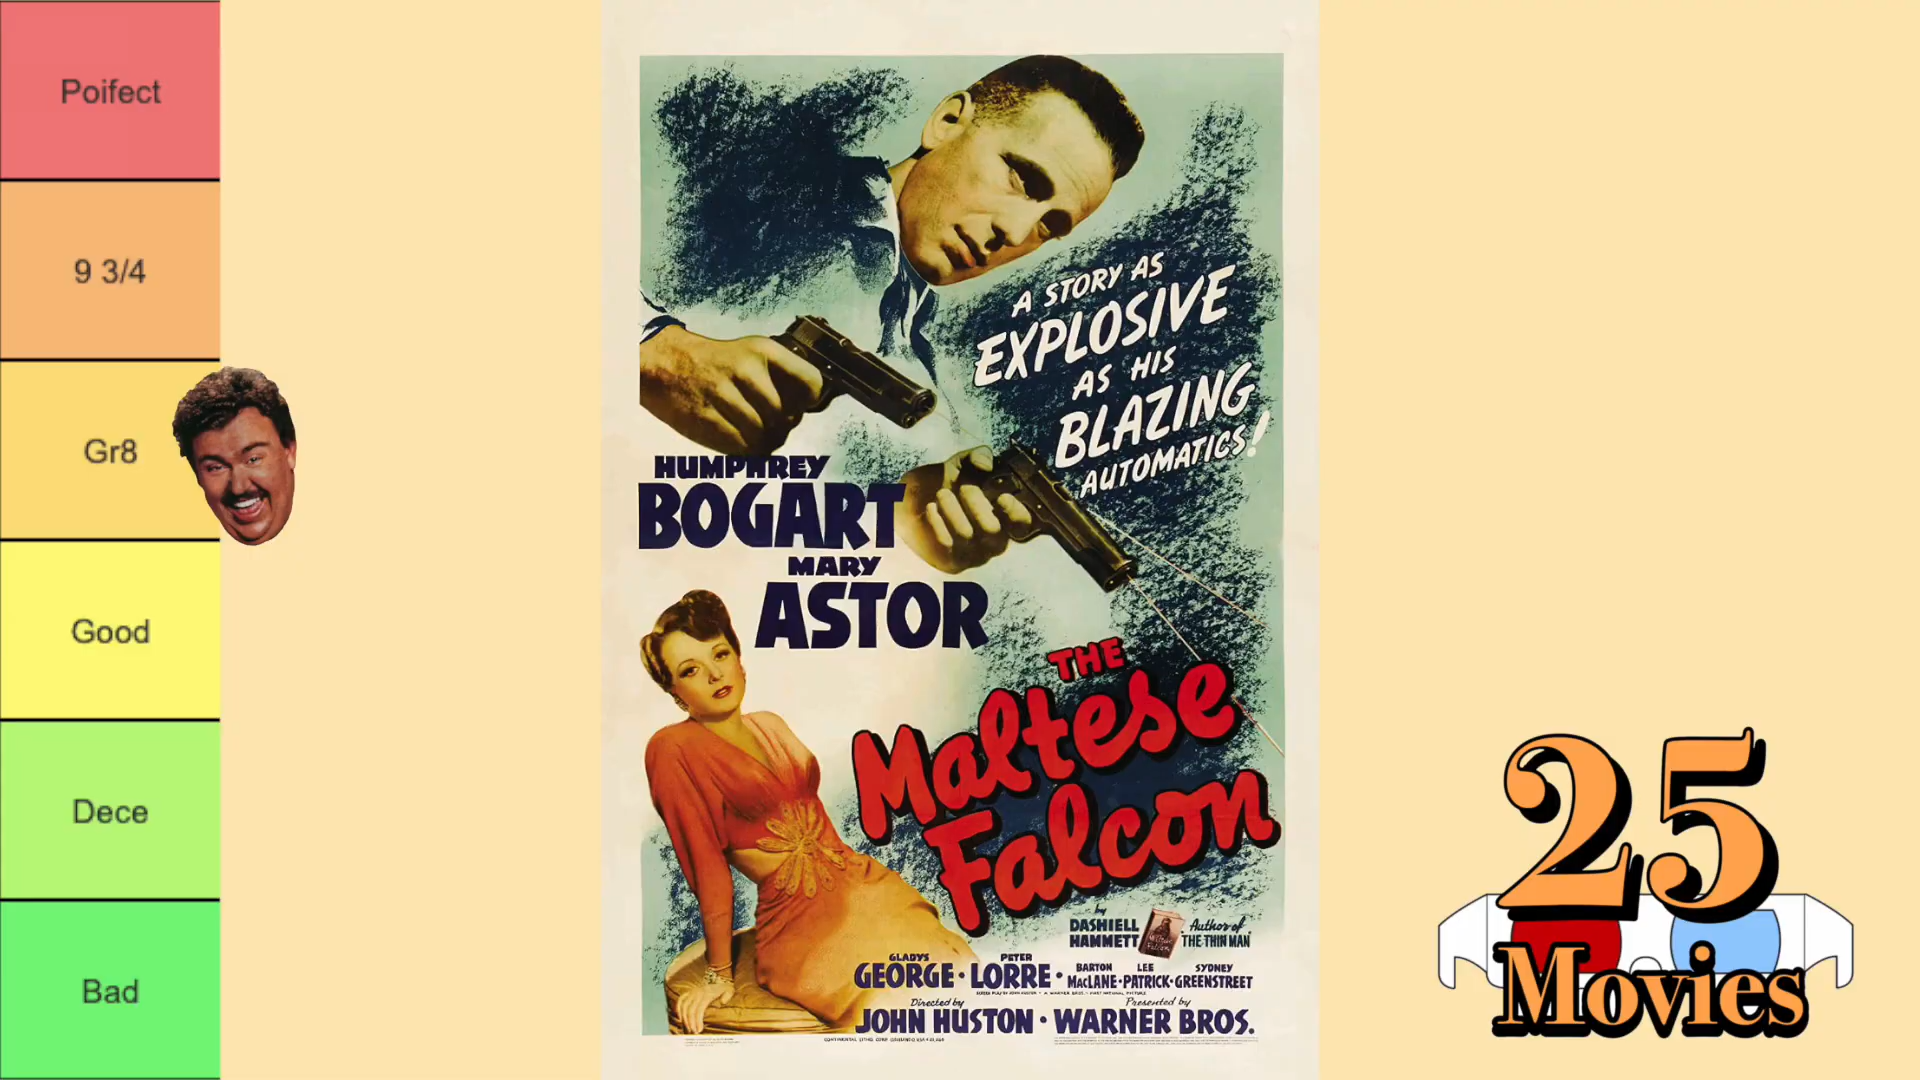 Poifect
9 3/4
Gr8
Good
Dece
Bad
A STORY AS
EXPLOSIVE
AS HIS
BLAZING
AUTOMATICS!
HUMPHREY
BOGART
MARY
ASTOR
THE
Maltese
Falcon
by
DASHIELL
HAMMETT
Author of
"THE THIN MAN"
GLADYS
GEORGE •
PETER
LORRE •
BARTON
MACLANE •
LEE
PATRICK •
SYDNEY
GREENSTREET
Directed by
JOHN HUSTON •
Presented by
WARNER BROS.
25
Movies